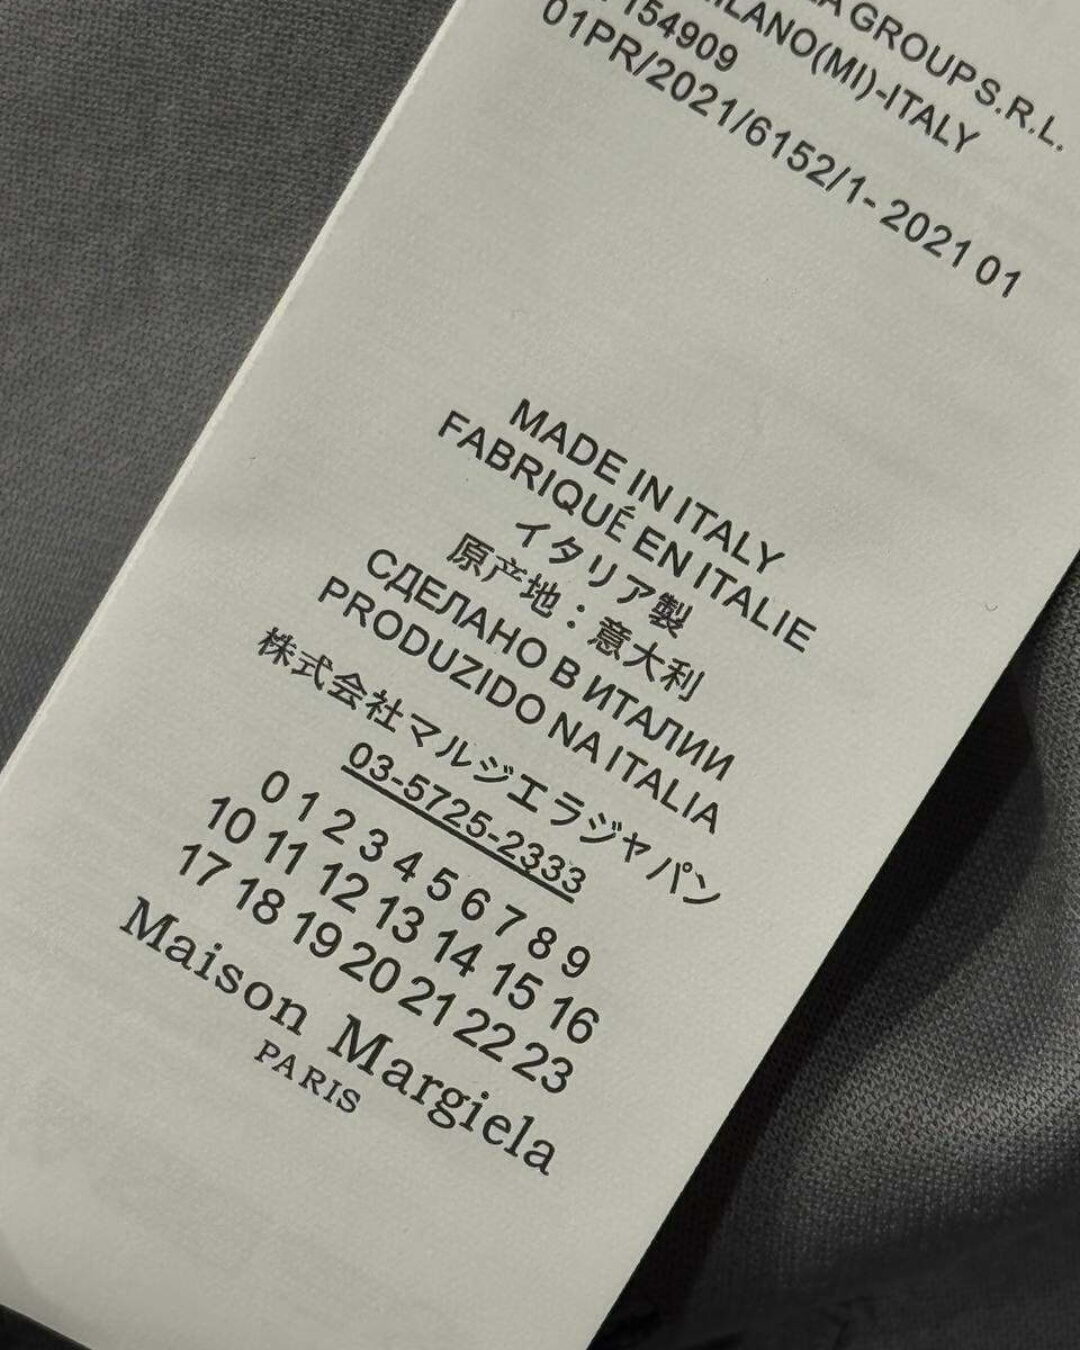 GROUP S.R.L.
MILANO(MI)-ITALY
154909
01PR/2021/6152/1- 2021 01
MADE IN ITALY
FABRIQUÉ EN ITALIE
イタリア製
原产地：意大利
СДЕЛАНО В ИТАЛИИ
PRODUZIDO NA ITALIA
株式会社マルジエラジャパン
03-5725-2333
0 1 2 3 4 5 6 7 8 9
10 11 12 13 14 15 16
17 18 19 20 21 22 23
Maison Margiela
PARIS